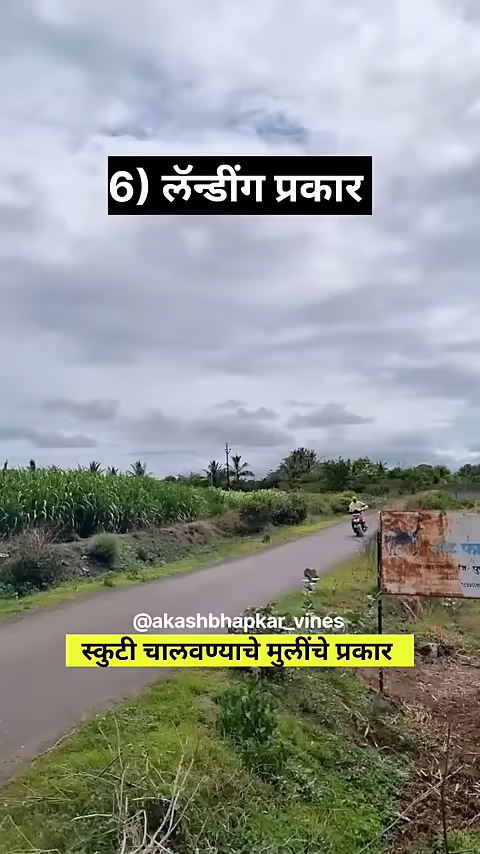 6) लॅन्डींग प्रकार
@akashbhapkar_vines
स्कुटी चालवण्याचे मुलींचे प्रकार